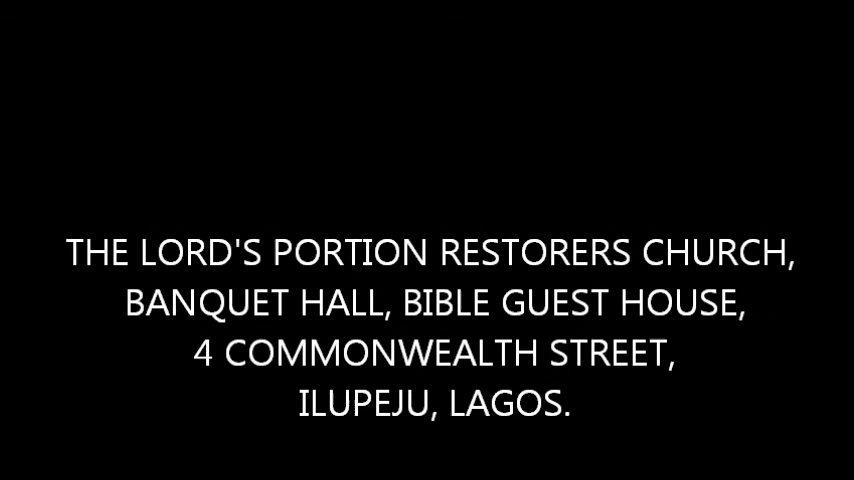 THE LORD'S PORTION RESTORERS CHURCH,
BANQUET HALL, BIBLE GUEST HOUSE,
4 COMMONWEALTH STREET,
ILUPEJU, LAGOS.